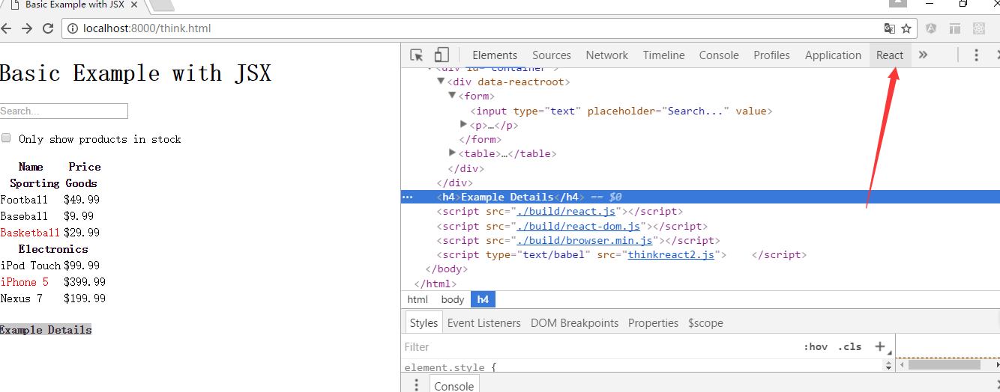 Basic Example with JSX
localhost:8000/think.html
Basic Example with JSX
Search...
Only show products in stock
Name Price
Sporting Goods
Football $49.99
Baseball $9.99
Basketball $29.99
Electronics
iPod Touch $99.99
iPhone 5 $399.99
Nexus 7 $199.99
Example Details
Elements Sources Network Timeline Console Profiles Application React »
<div id="container">
▼<div data-reactroot>
▼<form>
<input type="text" placeholder="Search..." value>
▶<p>…</p>
</form>
▶<table>…</table>
</div>
</div>
… <h4>Example Details</h4> == $0
<script src="./build/react.js"></script>
<script src="./build/react-dom.js"></script>
<script src="./build/browser.min.js"></script>
<script type="text/babel" src="thinkreact2.js"> </script>
</body>
</html>
html body h4
Styles Event Listeners DOM Breakpoints Properties $scope
Filter :hov .cls +
element.style {
Console